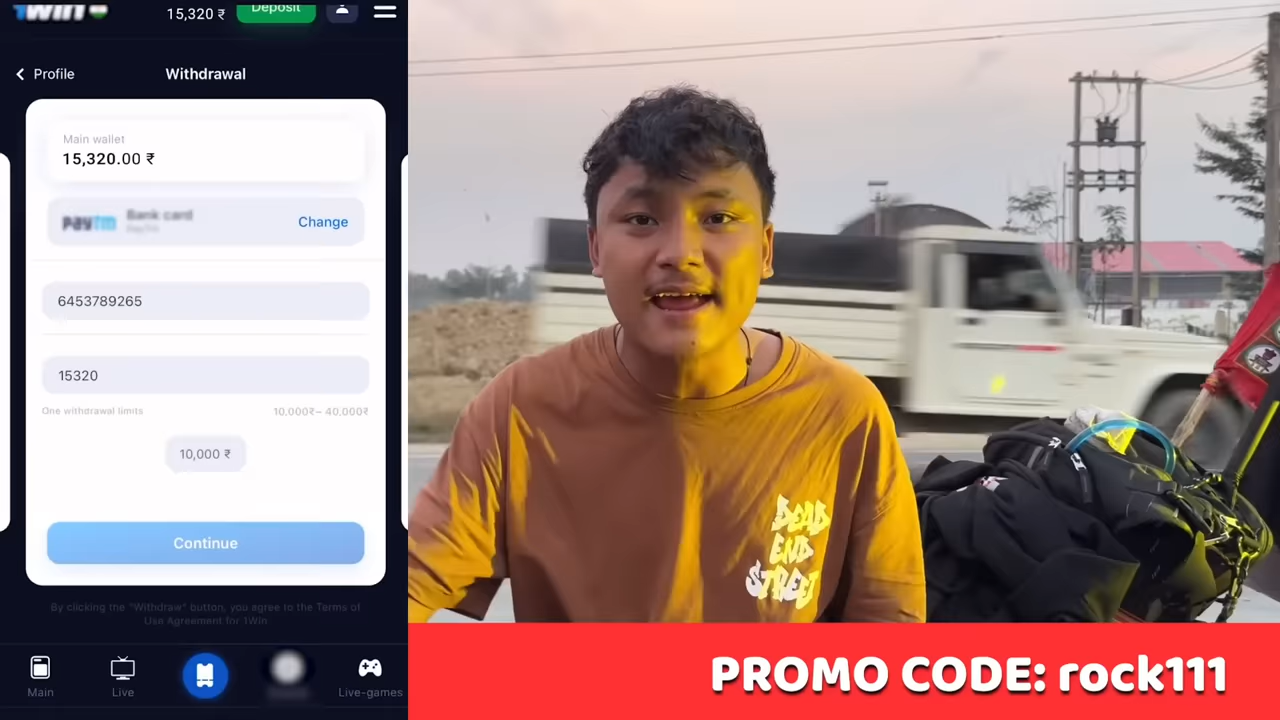 1win
15,320 ₹
Deposit
Profile
Withdrawal
Main wallet
15,320.00 ₹
paytm
Bank card
PayTm
Change
6453789265
15320
One withdrawal limits
10,000₹– 40,000₹
10,000 ₹
Continue
By clicking the "Withdraw" button, you agree to the Terms of
Use Agreement for 1Win
Main
Live
Live-games
DEAD
END
STREET
PROMO CODE: rock111